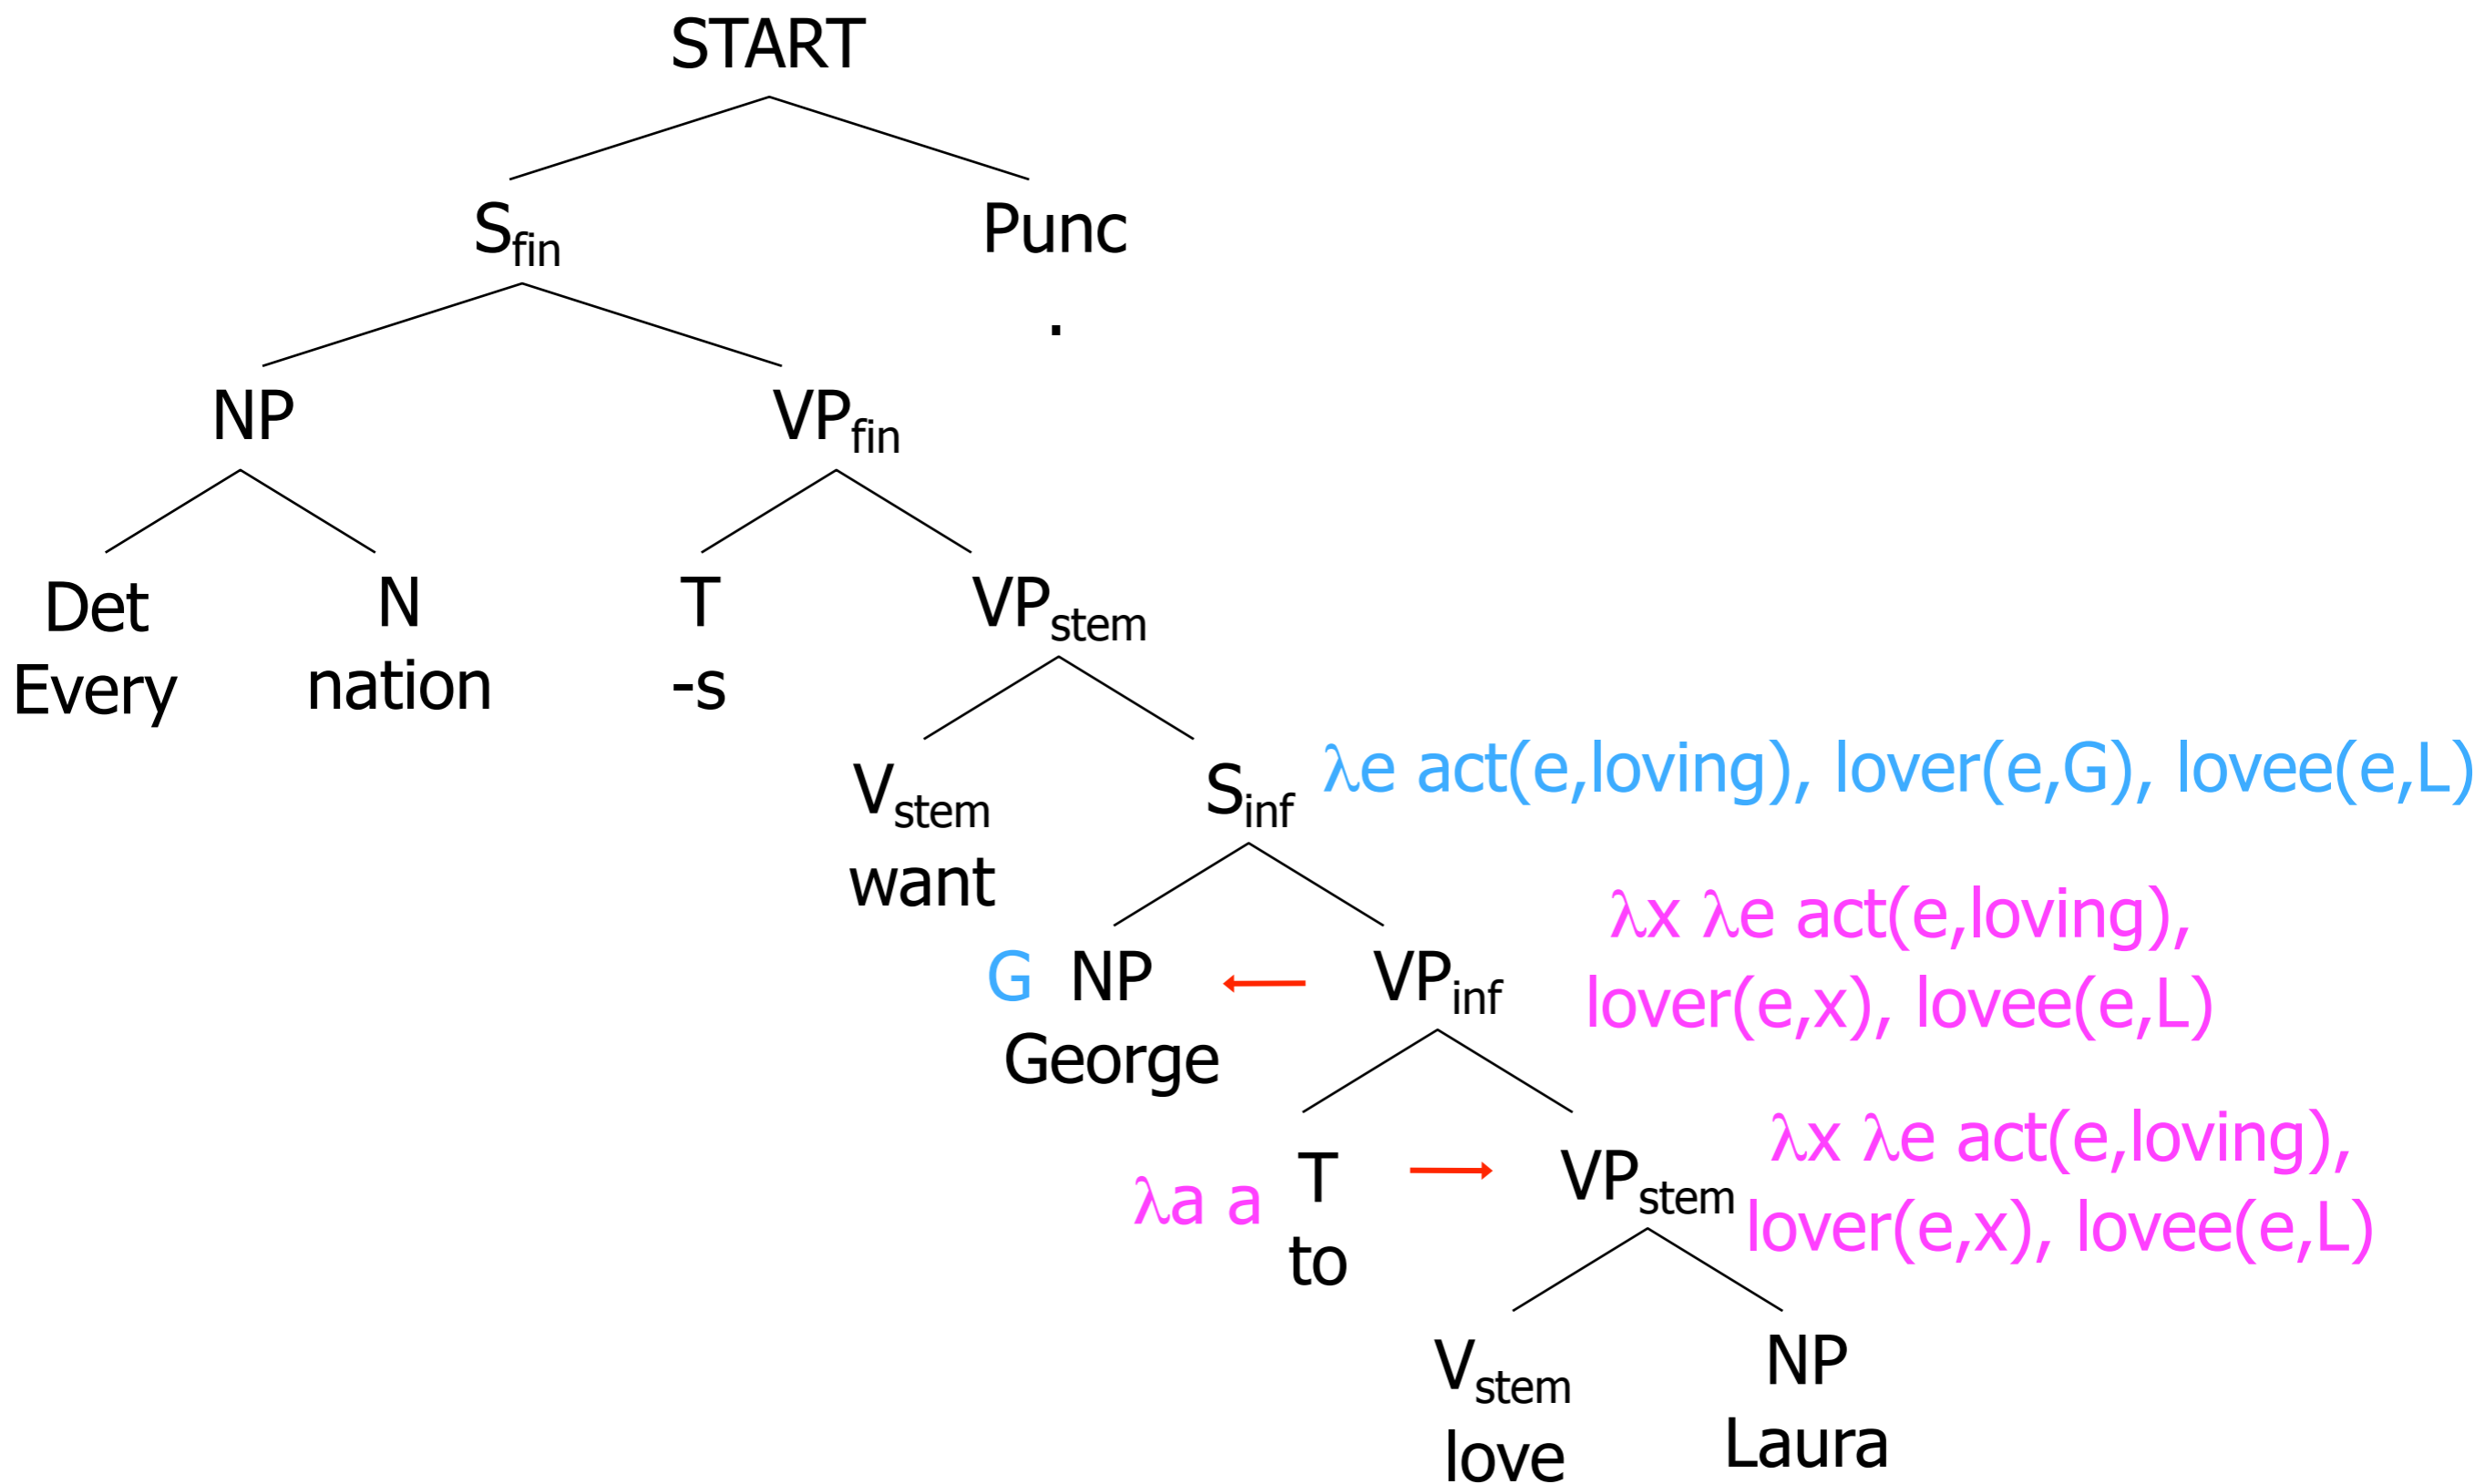 START
Sfin Punc
.
NP VPfin
Det N T VPstem
Every nation -s
Vstem Sinf λe act(e,loving), lover(e,G), lovee(e,L)
want
λx λe act(e,loving),
G NP VPinf lover(e,x), lovee(e,L)
George
λx λe act(e,loving),
λa a T VPstem lover(e,x), lovee(e,L)
to
Vstem NP
love Laura